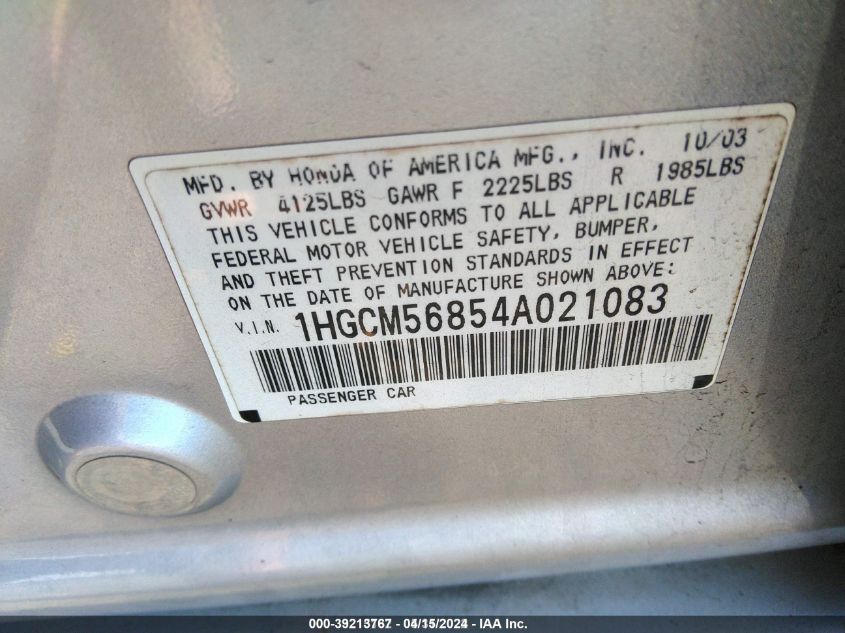 MFD. BY HONDA OF AMERICA MFG., INC. 10/03
GVWR 4125LBS GAWR F 2225LBS R 1985LBS
THIS VEHICLE CONFORMS TO ALL APPLICABLE
FEDERAL MOTOR VEHICLE SAFETY, BUMPER,
AND THEFT PREVENTION STANDARDS IN EFFECT
ON THE DATE OF MANUFACTURE SHOWN ABOVE:
V.I.N. 1HGCM56854A021083
PASSENGER CAR
000-39213767 - 04/15/2024 - IAA Inc.